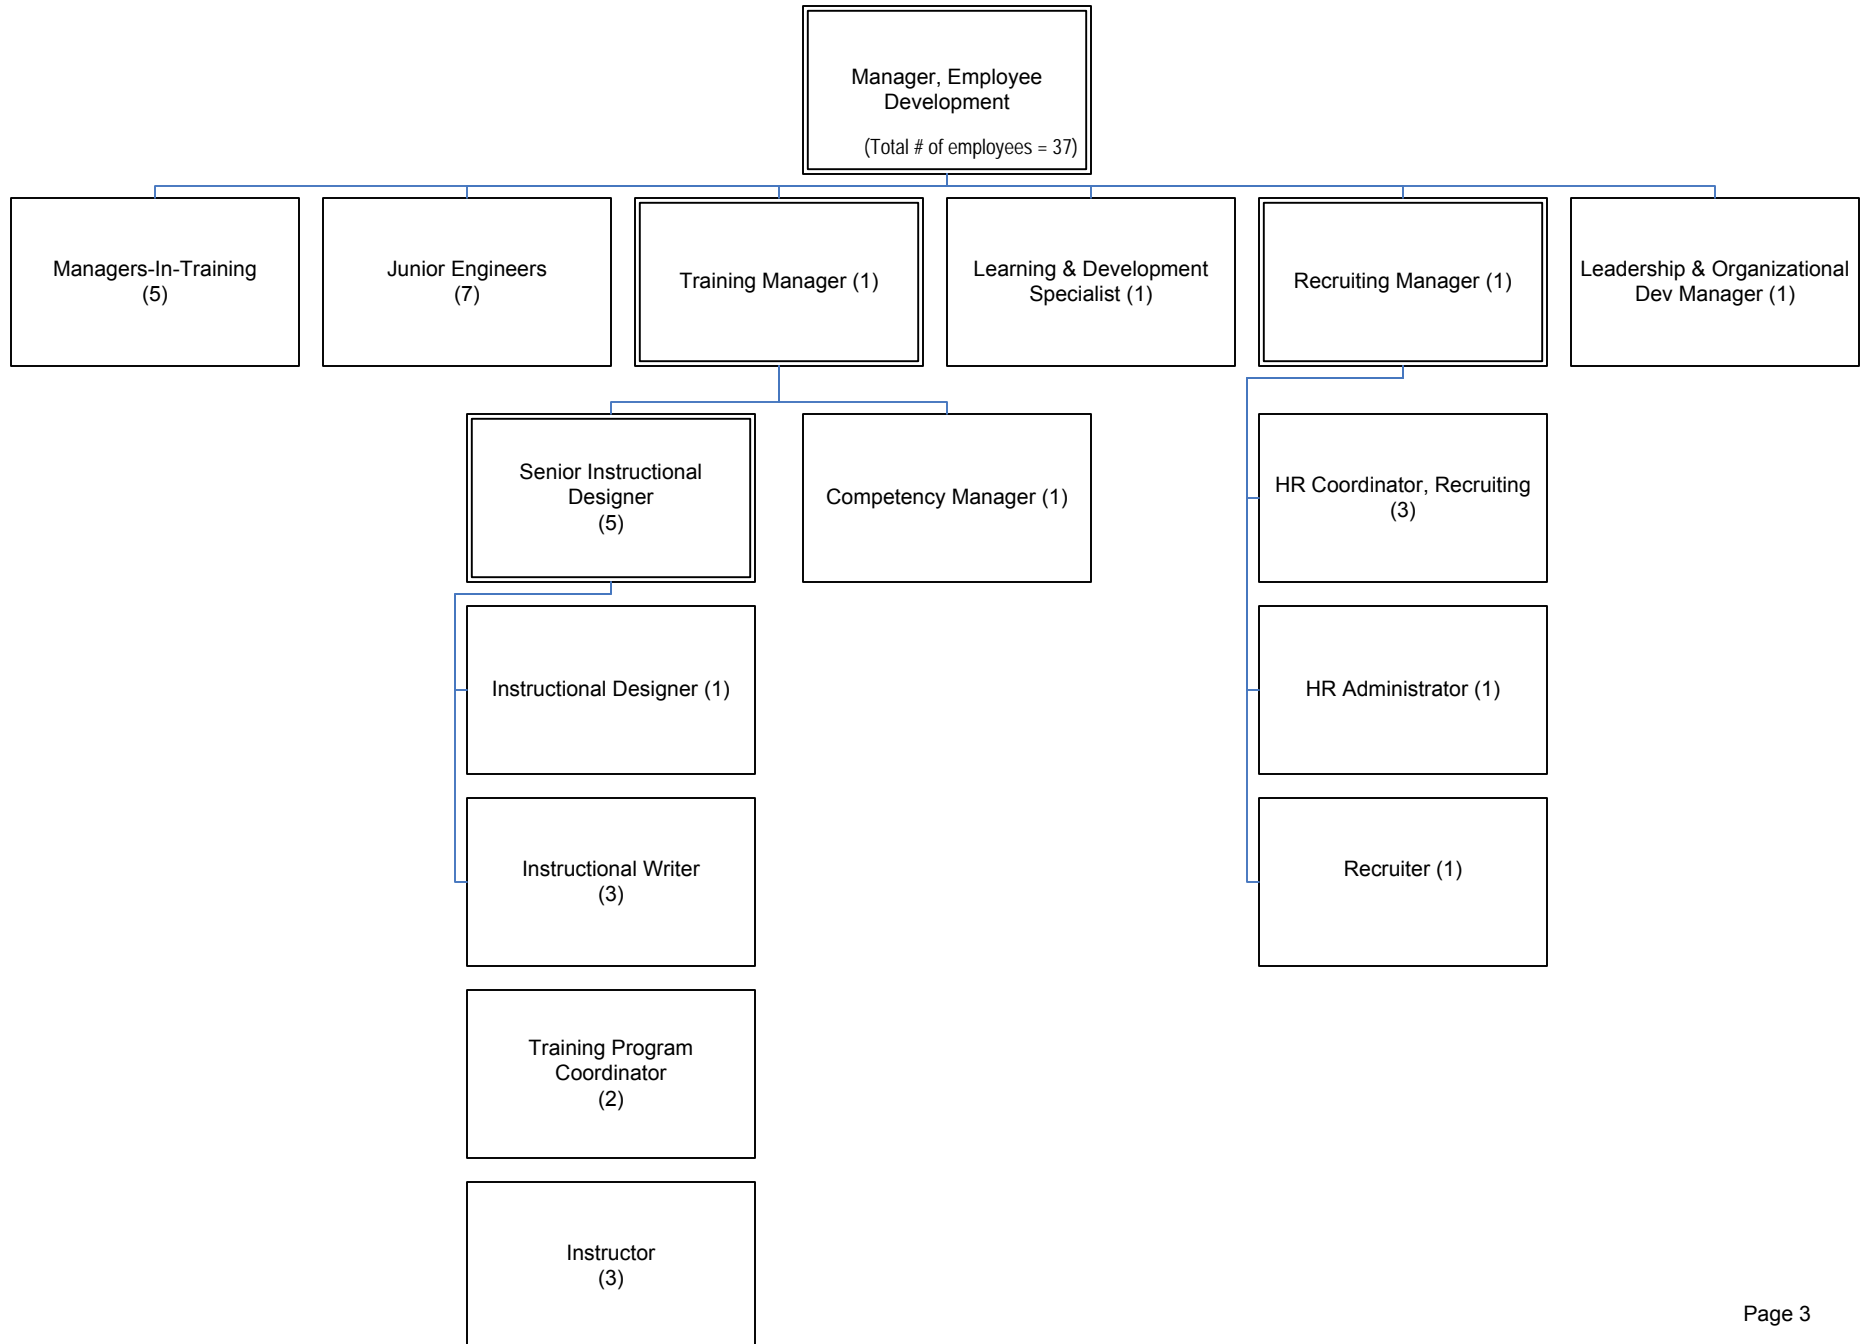 Manager, Employee
Development
(Total # of employees = 37)
Managers-In-Training
(5)
Junior Engineers
(7)
Training Manager (1)
Learning & Development
Specialist (1)
Recruiting Manager (1)
Leadership & Organizational
Dev Manager (1)
Senior Instructional
Designer
(5)
Competency Manager (1)
HR Coordinator, Recruiting
(3)
Instructional Designer (1)
HR Administrator (1)
Instructional Writer
(3)
Recruiter (1)
Training Program
Coordinator
(2)
Instructor
(3)
Page 3